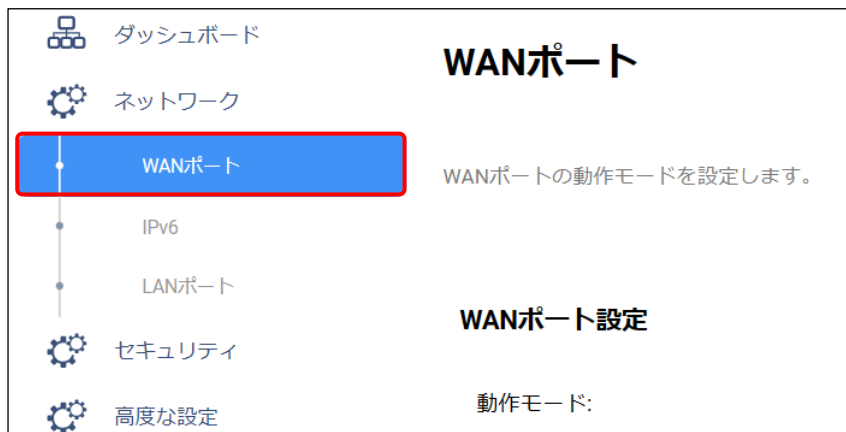 ダッシュボード
ネットワーク
WANポート
IPv6
LANポート
セキュリティ
高度な設定
WANポート
WANポートの動作モードを設定します。
WANポート設定
動作モード: